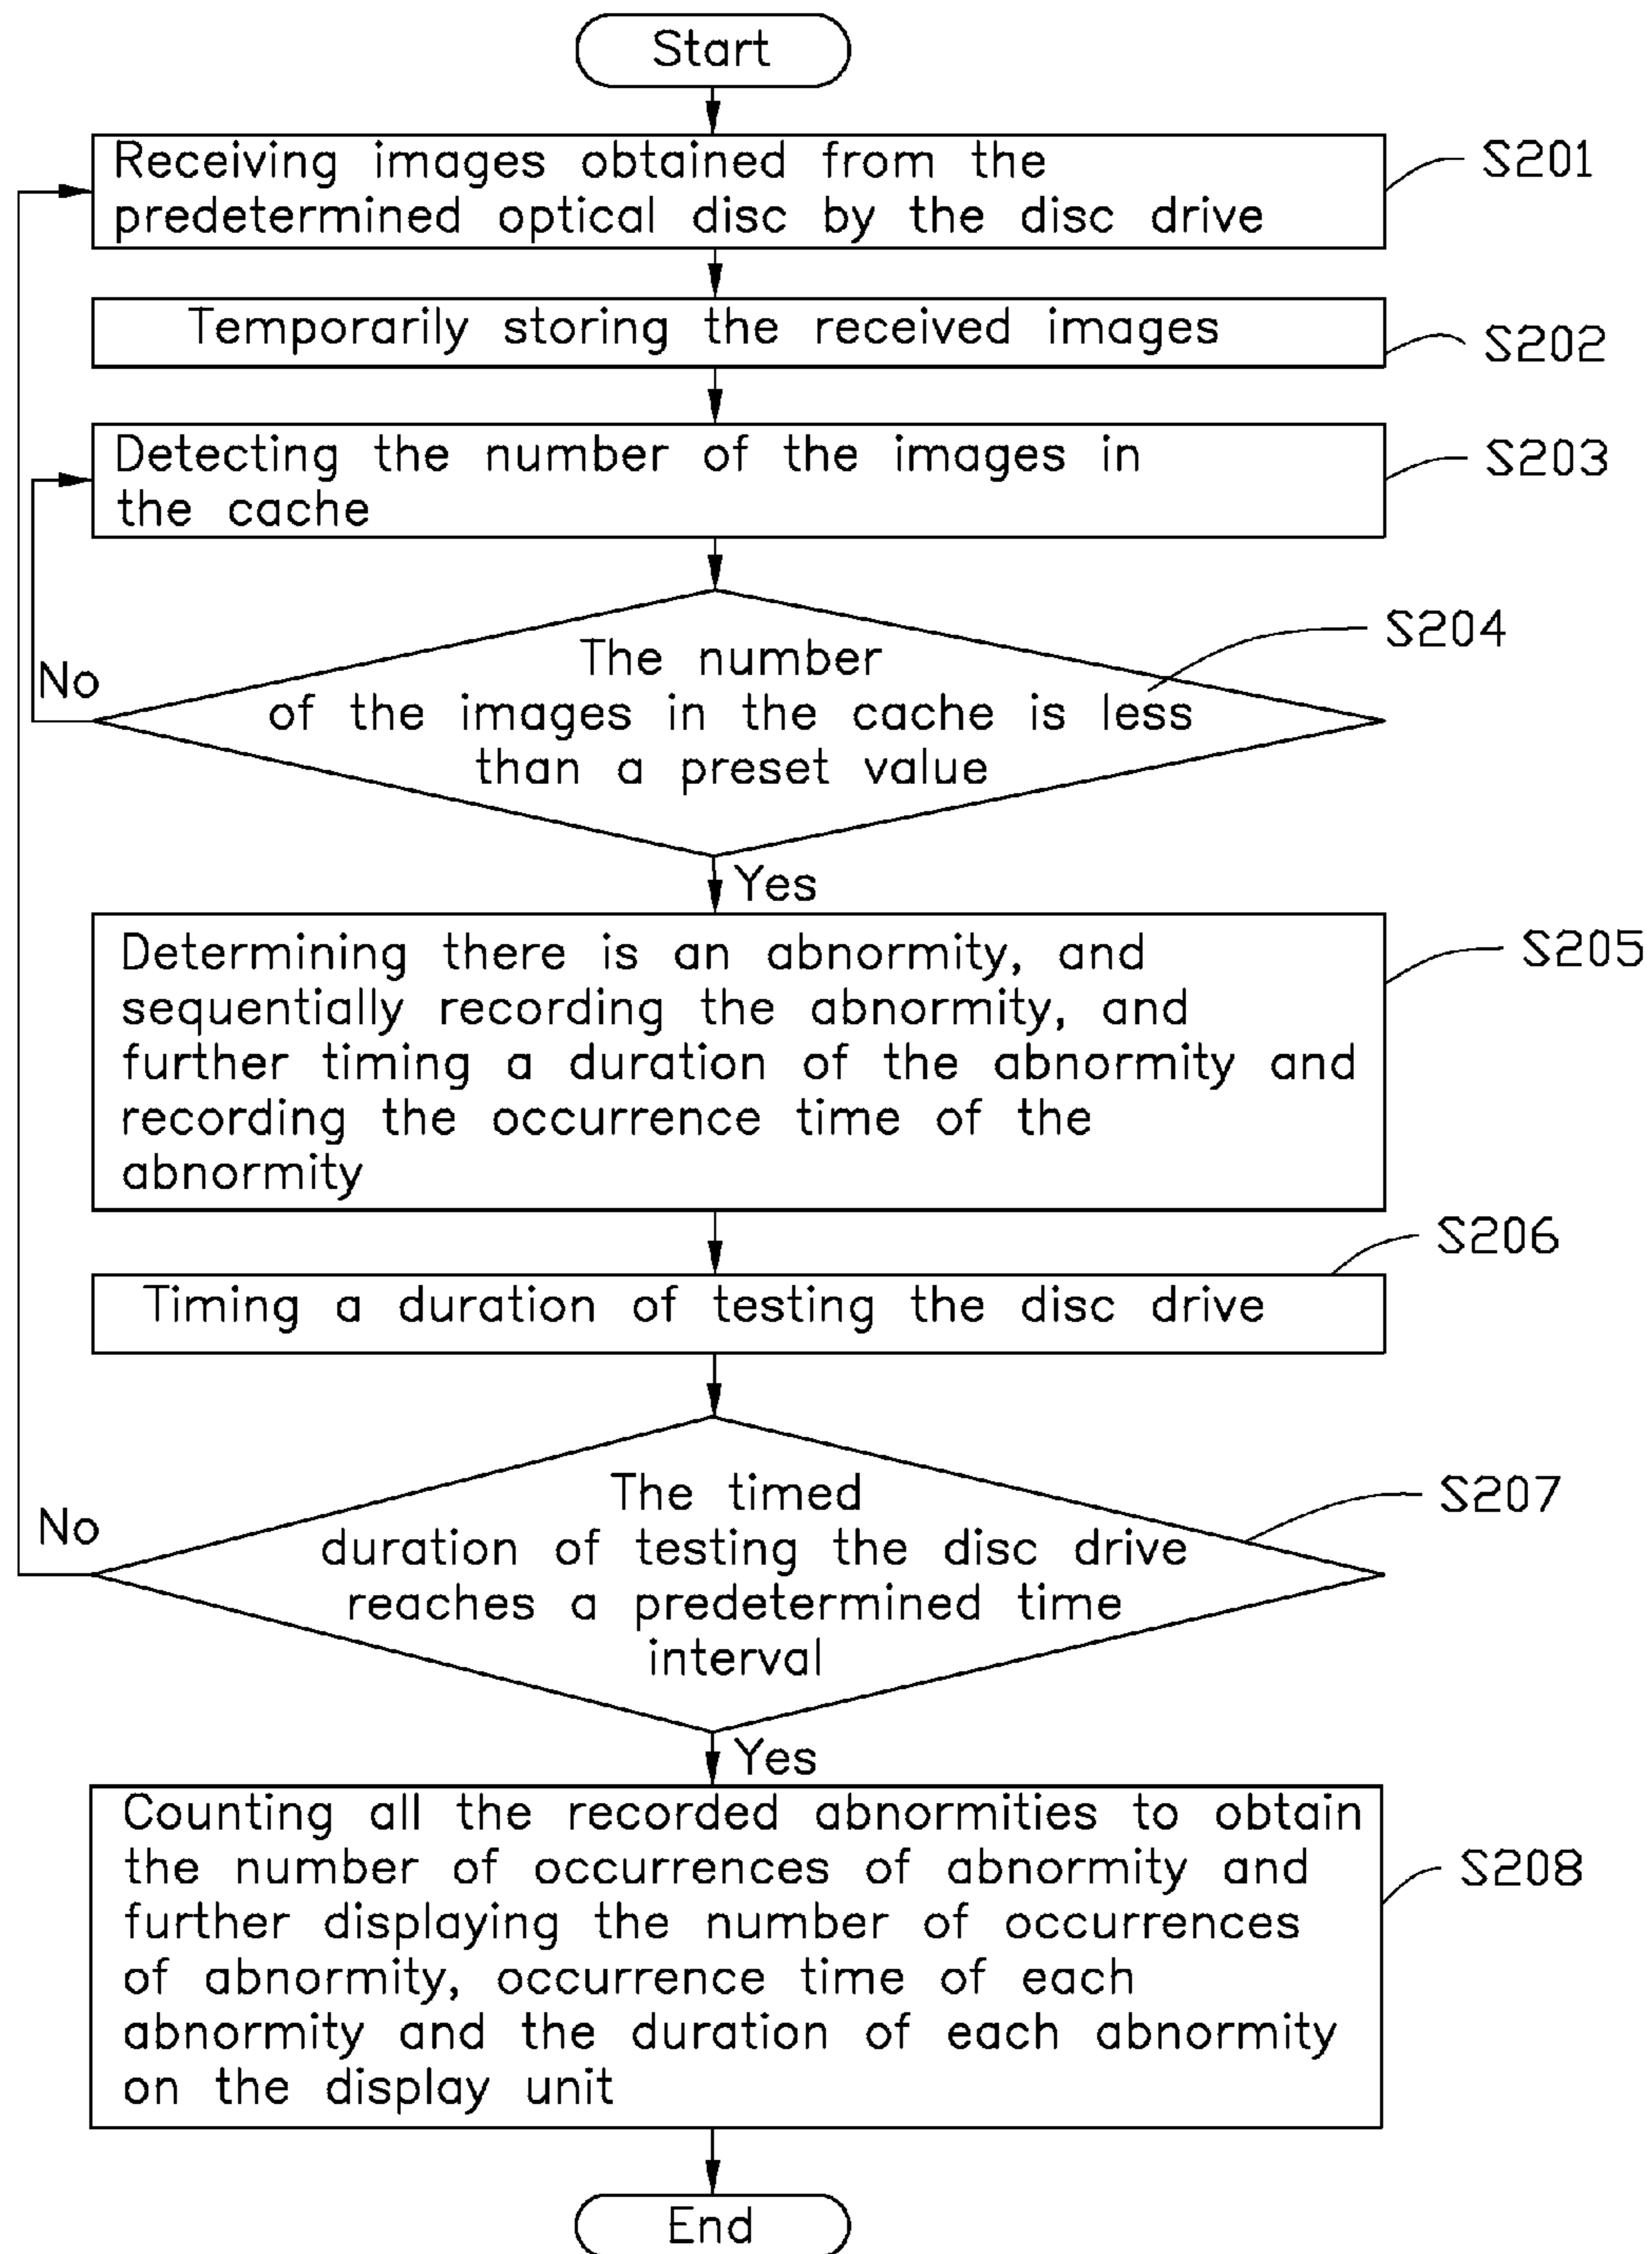 Start
Receiving images obtained from the
predetermined optical disc by the disc drive
S201
Temporarily storing the received images
S202
Detecting the number of the images in
the cache
S203
The number
of the images in the cache is less
than a preset value
S204
No
Yes
Determining there is an abnormity, and
sequentially recording the abnormity, and
further timing a duration of the abnormity and
recording the occurrence time of the
abnormity
S205
Timing a duration of testing the disc drive
S206
The timed
duration of testing the disc drive
reaches a predetermined time
interval
S207
No
Yes
Counting all the recorded abnormities to obtain
the number of occurrences of abnormity and
further displaying the number of occurrences
of abnormity, occurrence time of each
abnormity and the duration of each abnormity
on the display unit
S208
End